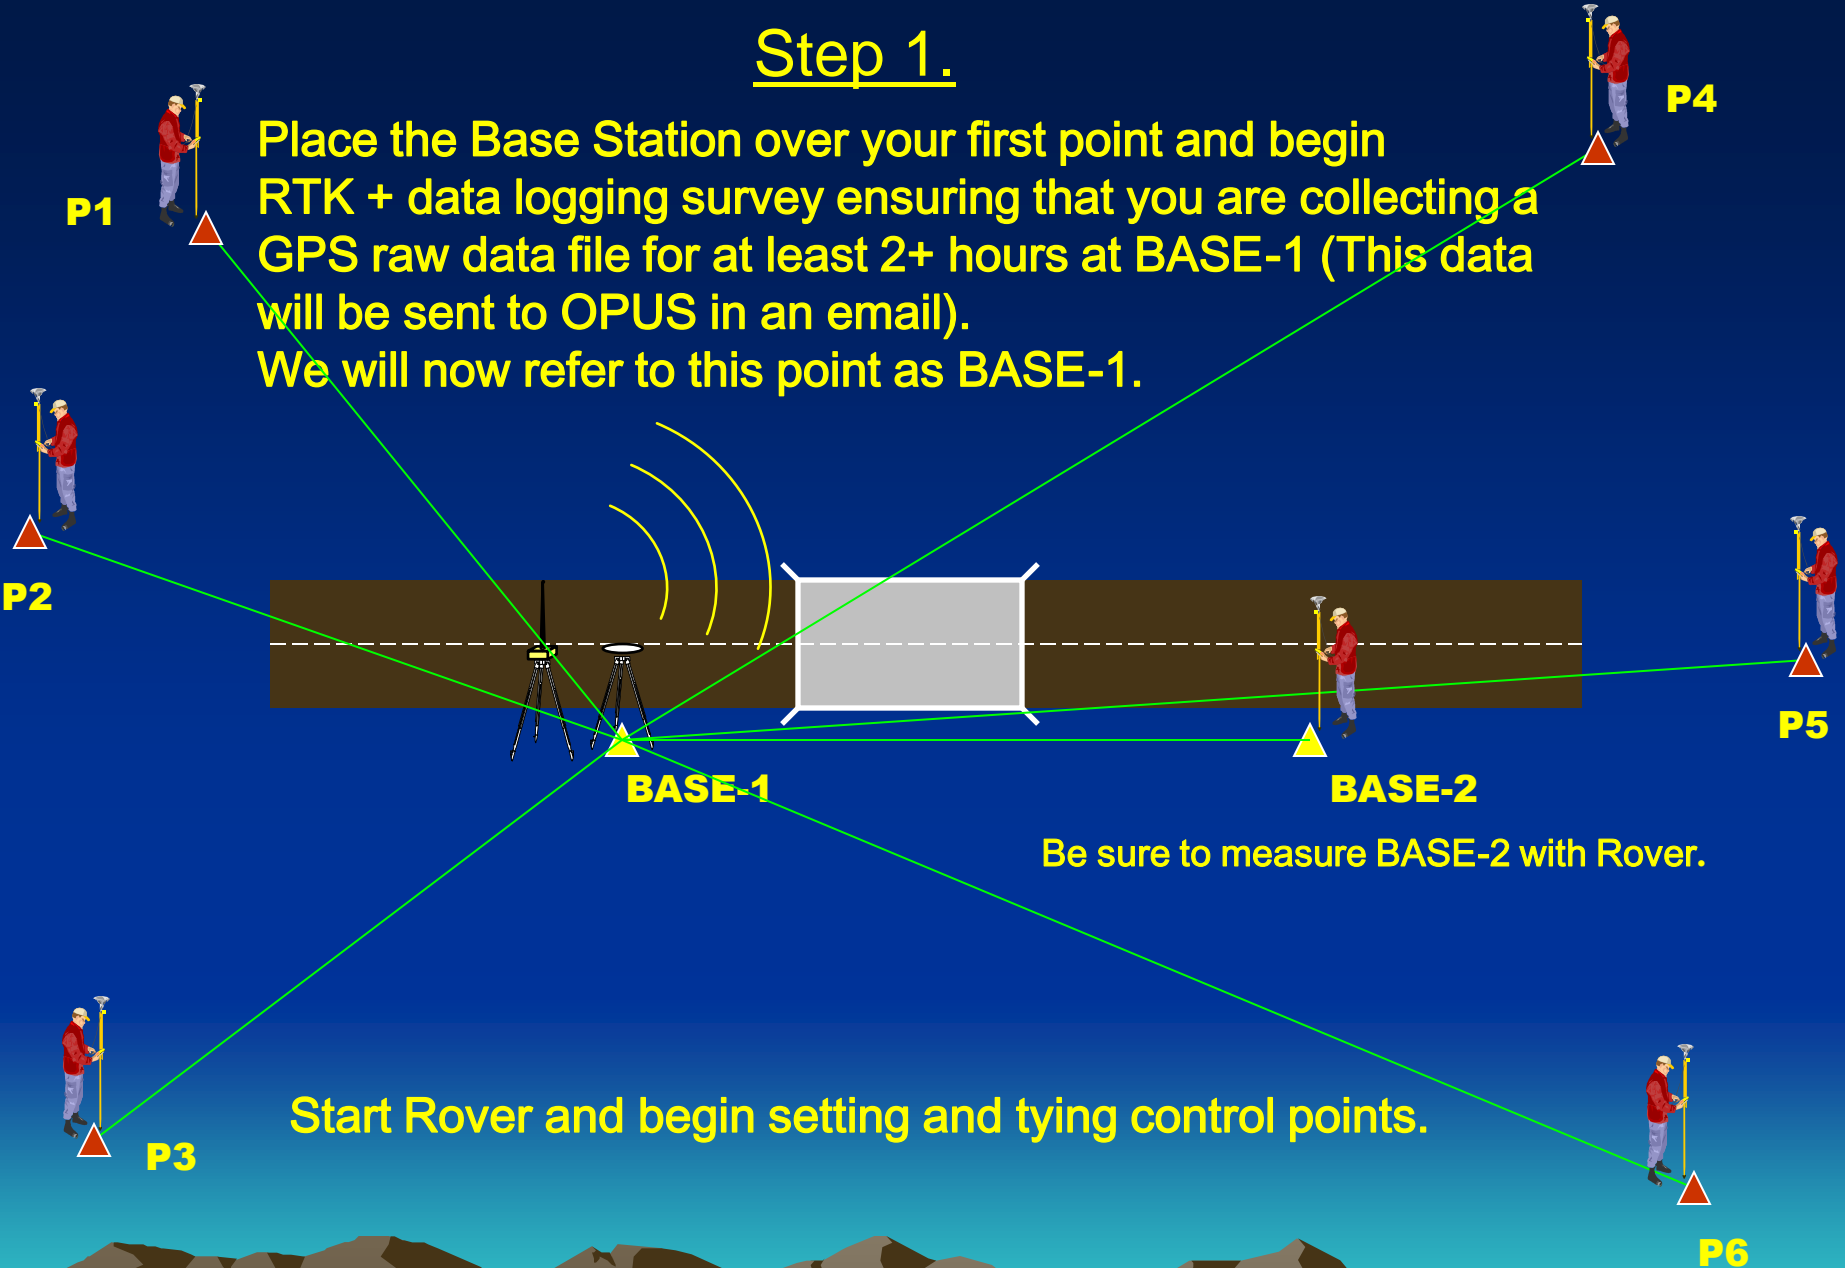 Step 1.
P4
Place the Base Station over your first point and begin
RTK + data logging survey ensuring that you are collecting a
GPS raw data file for at least 2+ hours at BASE-1 (This data
will be sent to OPUS in an email).
We will now refer to this point as BASE-1.
P1
P2
P5
BASE-1
BASE-2
Be sure to measure BASE-2 with Rover.
Start Rover and begin setting and tying control points.
P3
P6